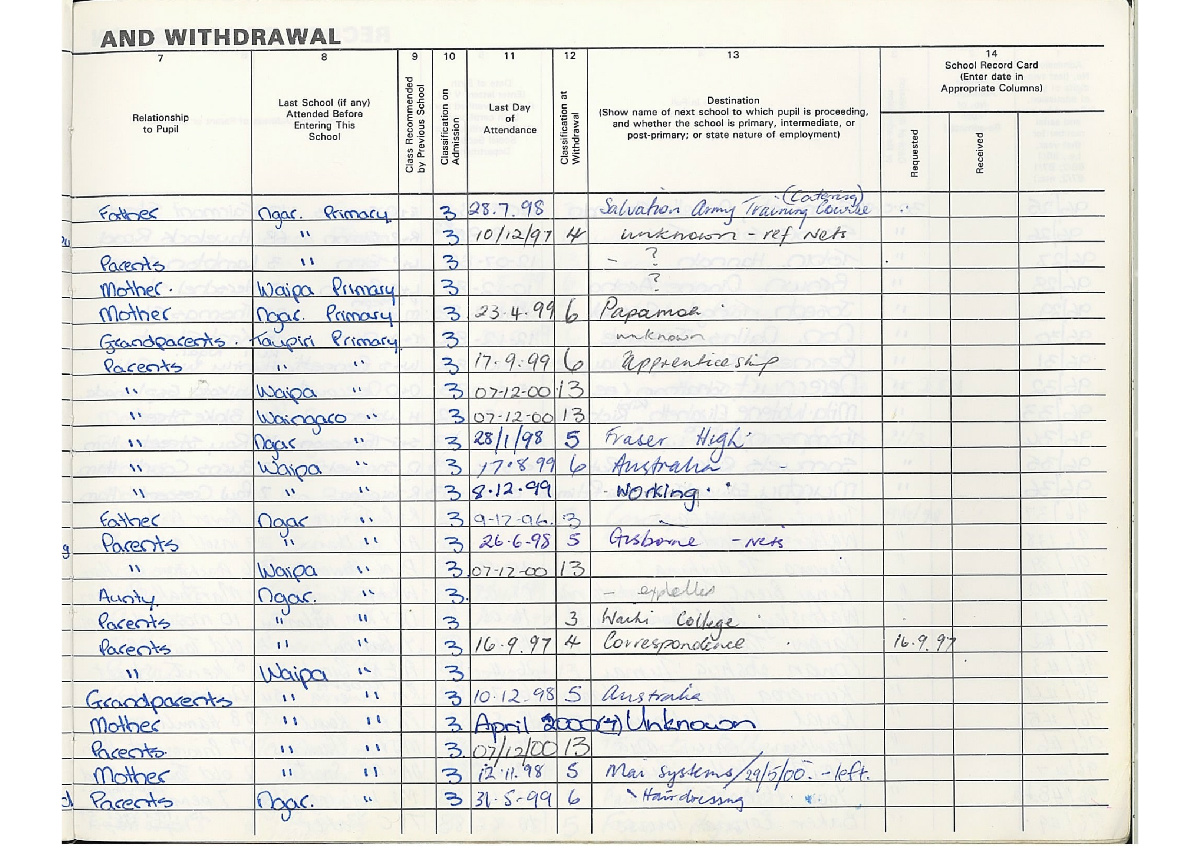 AND WITHDRAWAL
7 8 9 10 11 12 13 14
Relationship to Pupil
Last School (if any) Attended Before Entering This School
Class Recommended by Previous School
Classification on Admission
Last Day of Attendance
Classification at Withdrawal
Destination
(Show name of next school to which pupil is proceeding, and whether the school is primary, intermediate, or post-primary; or state nature of employment)
School Record Card
(Enter date in Appropriate Columns)
Requested
Received
Father Ngar. Primary. 3 28.7.98 Salvation Army Training Course (Catering)
" " 3 10/12/97 4 unknown - ref Nets
Parents " 3 - ?
Mother. Waipa Primary 3 ?
Mother Ngar. Primary 3 23.4.99 6 Papamoa
Grandparents. Taupiri Primary 3 unknown
Parents " " 3 17.9.99 6 Apprenticeship
" Waipa " 3 07-12-00 13
" Waingaro " 3 07-12-00 13
" Ngar. " 3 28/1/98 5 Fraser High
" Waipa " 3 17.8.99 6 Australia -
" " " 3 8.12.99 - Working.
Father Ngar " 3 9-12-96. 3
Parents " " 3 26.6.98 5 Gisborne - Nets
" Waipa " 3 07-12-00 13
Aunty. Ngar. " 3. - expelled
Parents " " 3 3 Waihi College
Parents " " 3 16.9.97 4 Correspondence 16.9.97
" Waipa " 3
Grandparents " " 3 10.12.98 5 Australia
Mother " " 3 April 2000 (7) Unknown
Parents. " " 3 07/12/00 13
Mother " " 3 12.11.98 5 Mai Systems/29/5/00. - left.
Parents Ngar. " 3 31-5-99 6 " Hairdressing